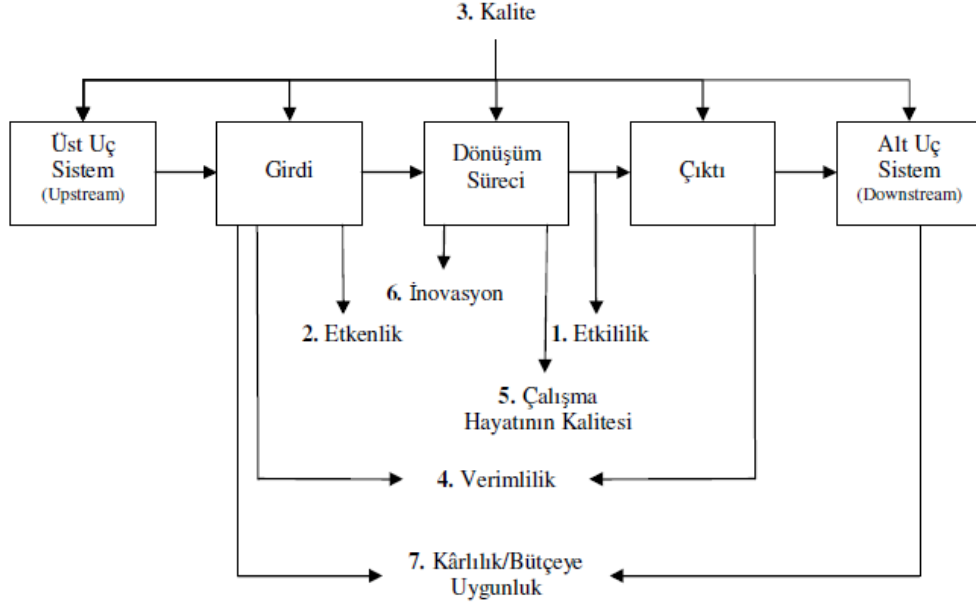 3. Kalite
Üst Uç
Sistem
(Upstream)
Girdi
Dönüşüm
Süreci
Çıktı
Alt Uç
Sistem
(Downstream)
6. İnovasyon
2. Etkenlik
1. Etkililik
5. Çalışma
Hayatının Kalitesi
4. Verimlilik
7. Kârlılık/Bütçeye
Uygunluk